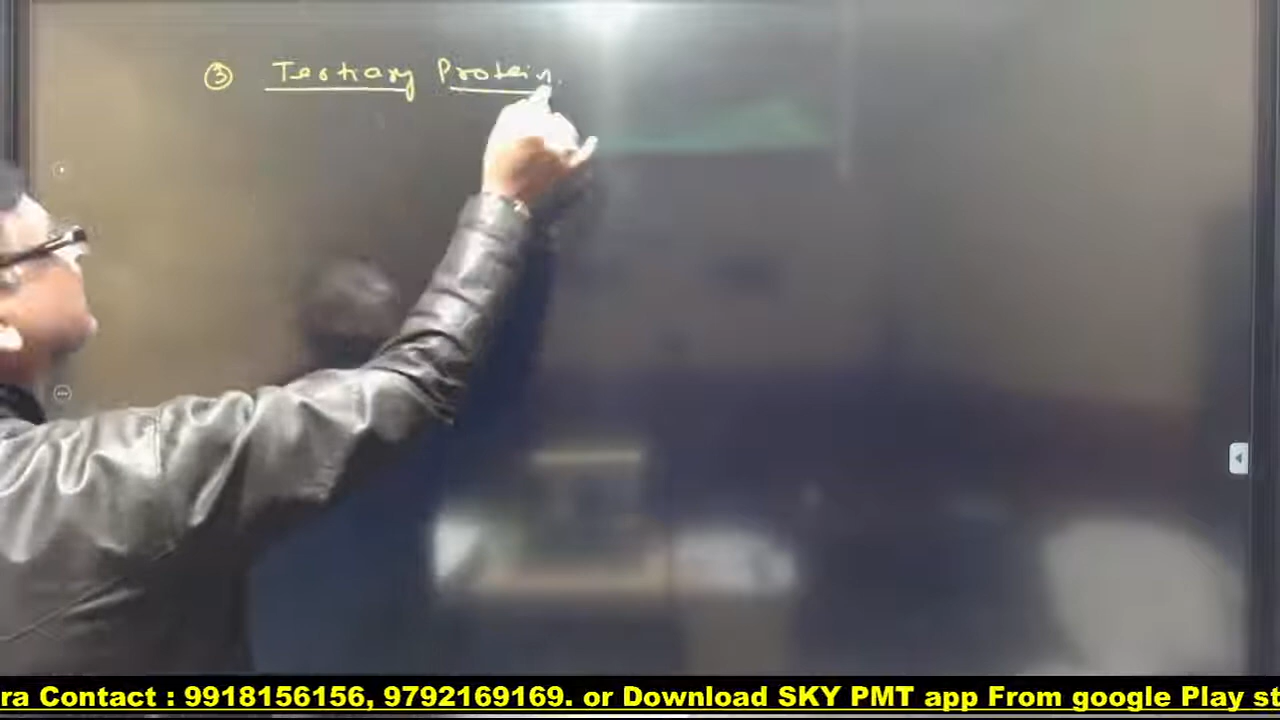 ③ Tertiary Protein.
ra Contact : 9918156156, 9792169169. or Download SKY PMT app From google Play st